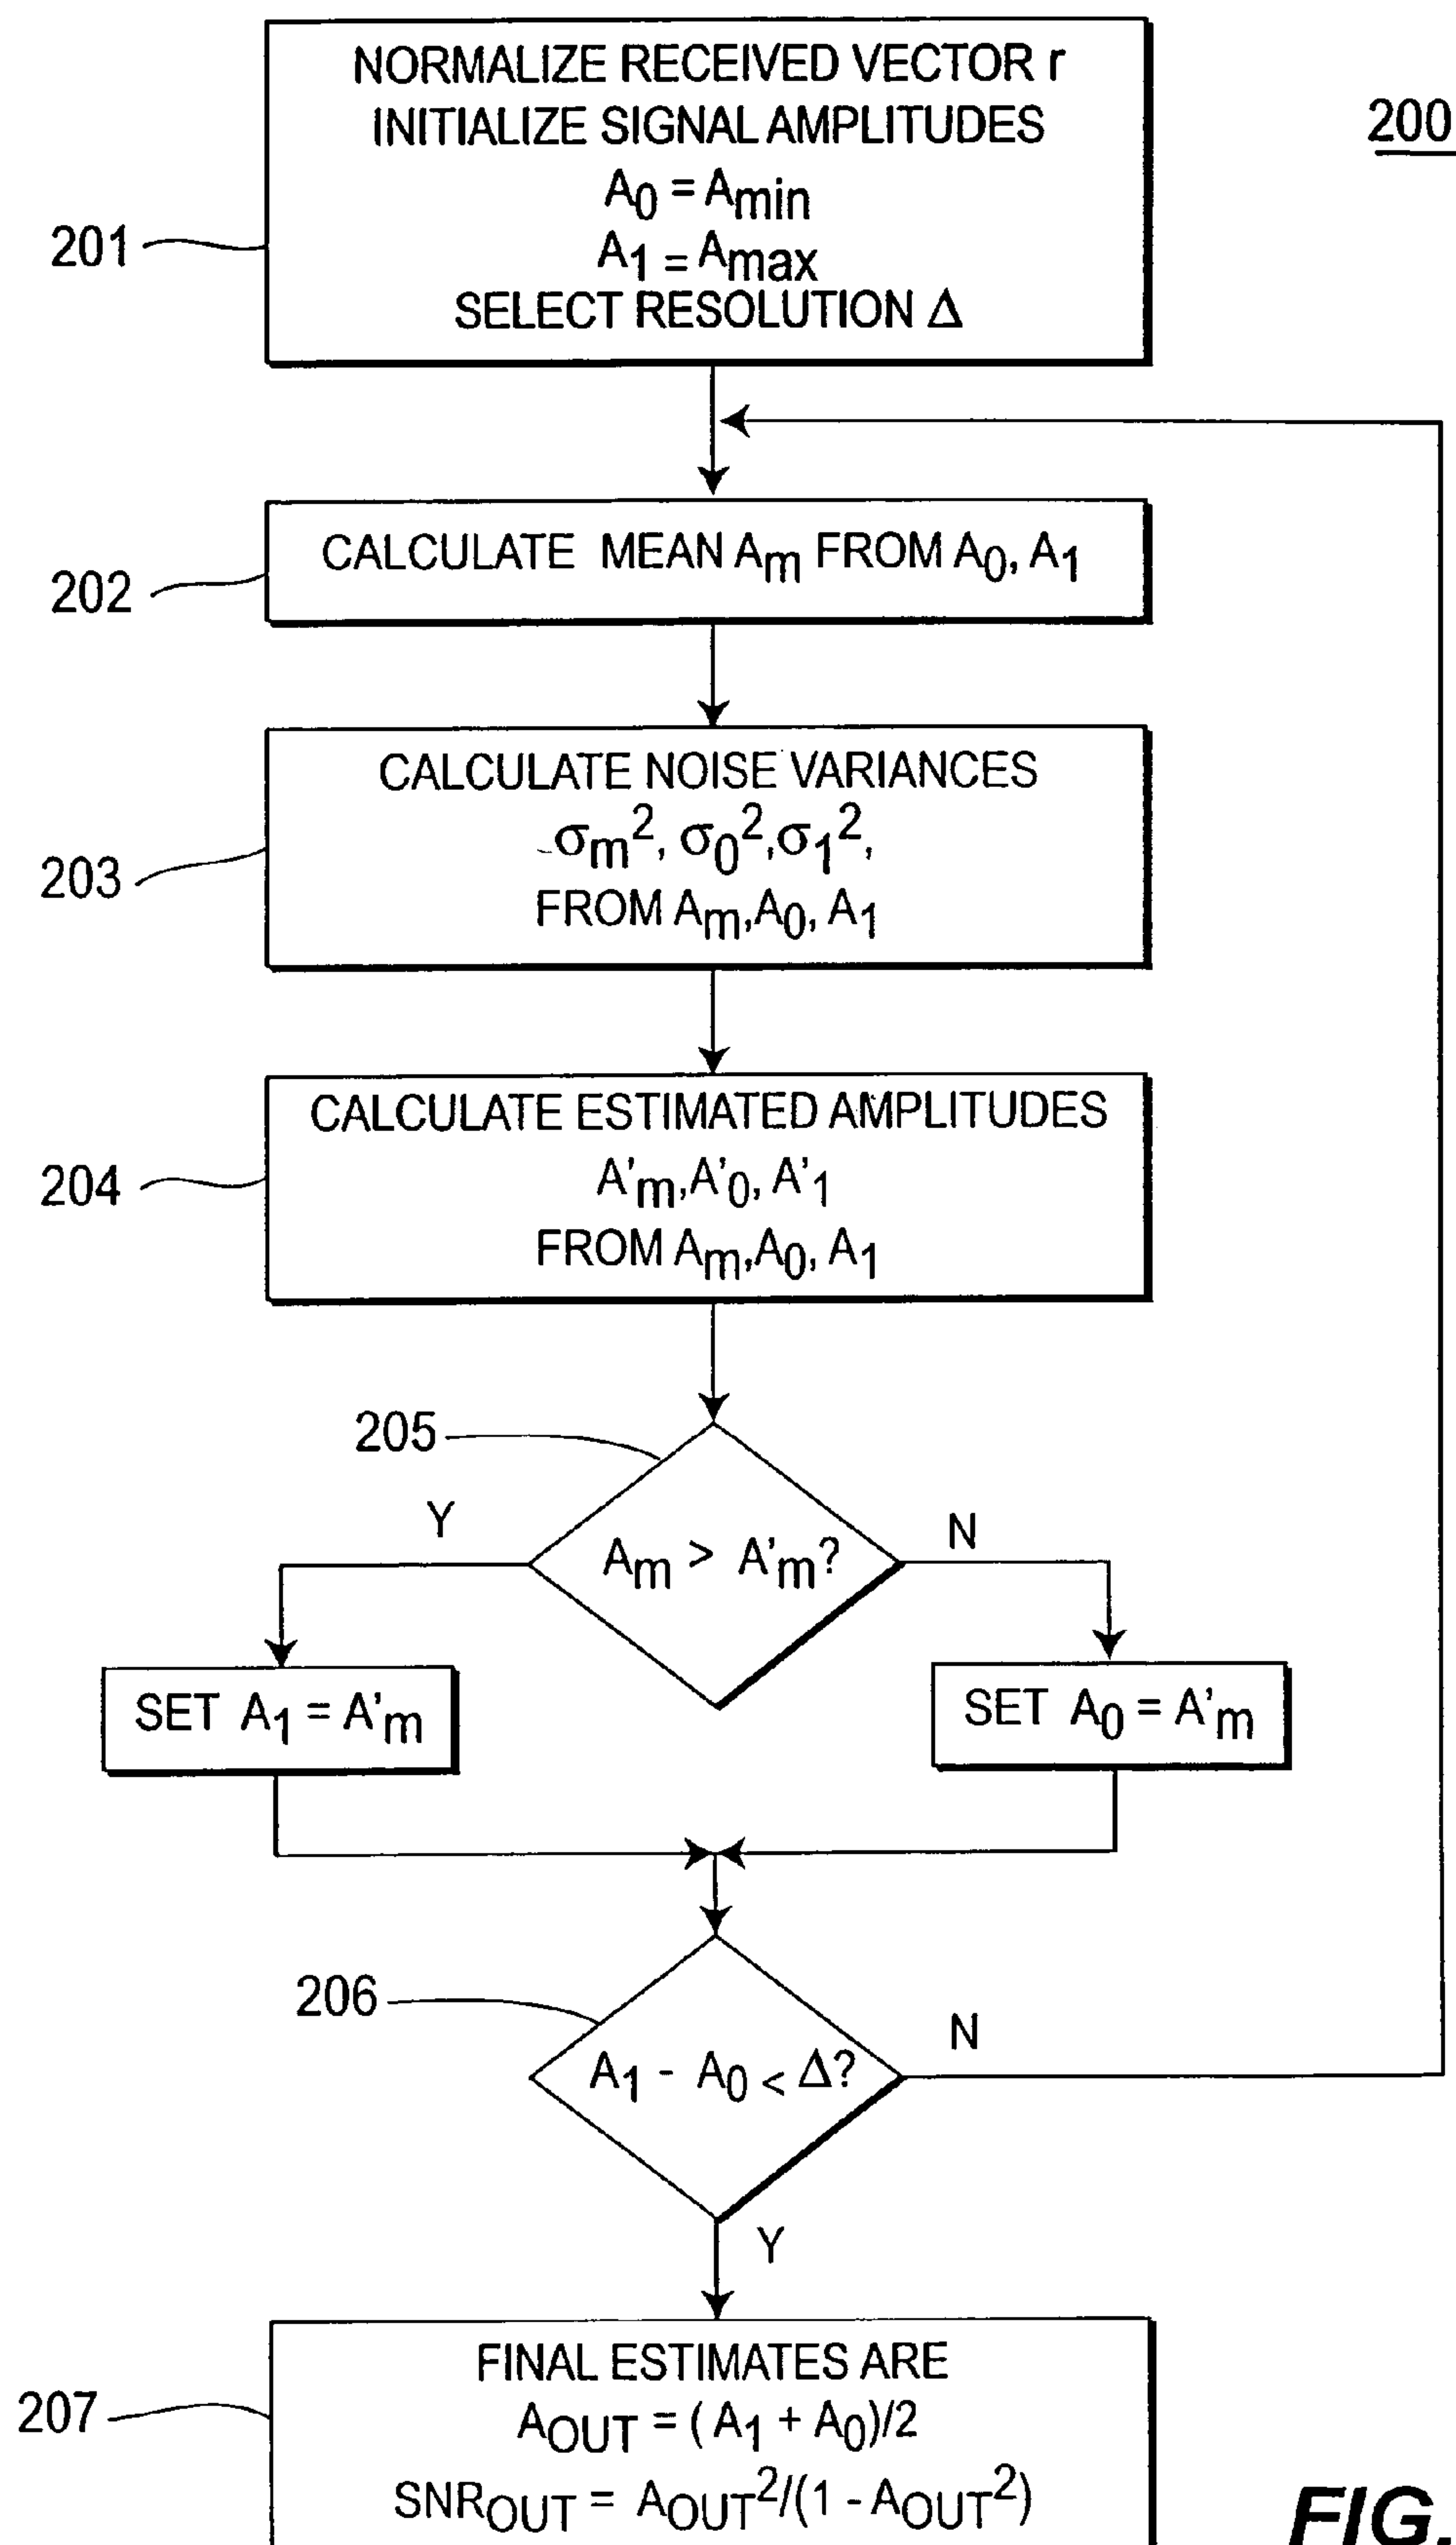 NORMALIZE RECEIVED VECTOR r
INITIALIZE SIGNAL AMPLITUDES
A0 = Amin
A1 = Amax
SELECT RESOLUTION Δ
200
201
CALCULATE MEAN Am FROM A0, A1
202
CALCULATE NOISE VARIANCES
σm², σ0², σ1²,
FROM Am, A0, A1
203
CALCULATE ESTIMATED AMPLITUDES
A'm, A'0, A'1
FROM Am, A0, A1
204
205
Y
Am > A'm?
N
SET A1 = A'm
SET A0 = A'm
206
A1 - A0 < Δ?
N
Y
FINAL ESTIMATES ARE
AOUT = ( A1 + A0)/2
SNROUT = AOUT²/(1 - AOUT²)
207
FIG.